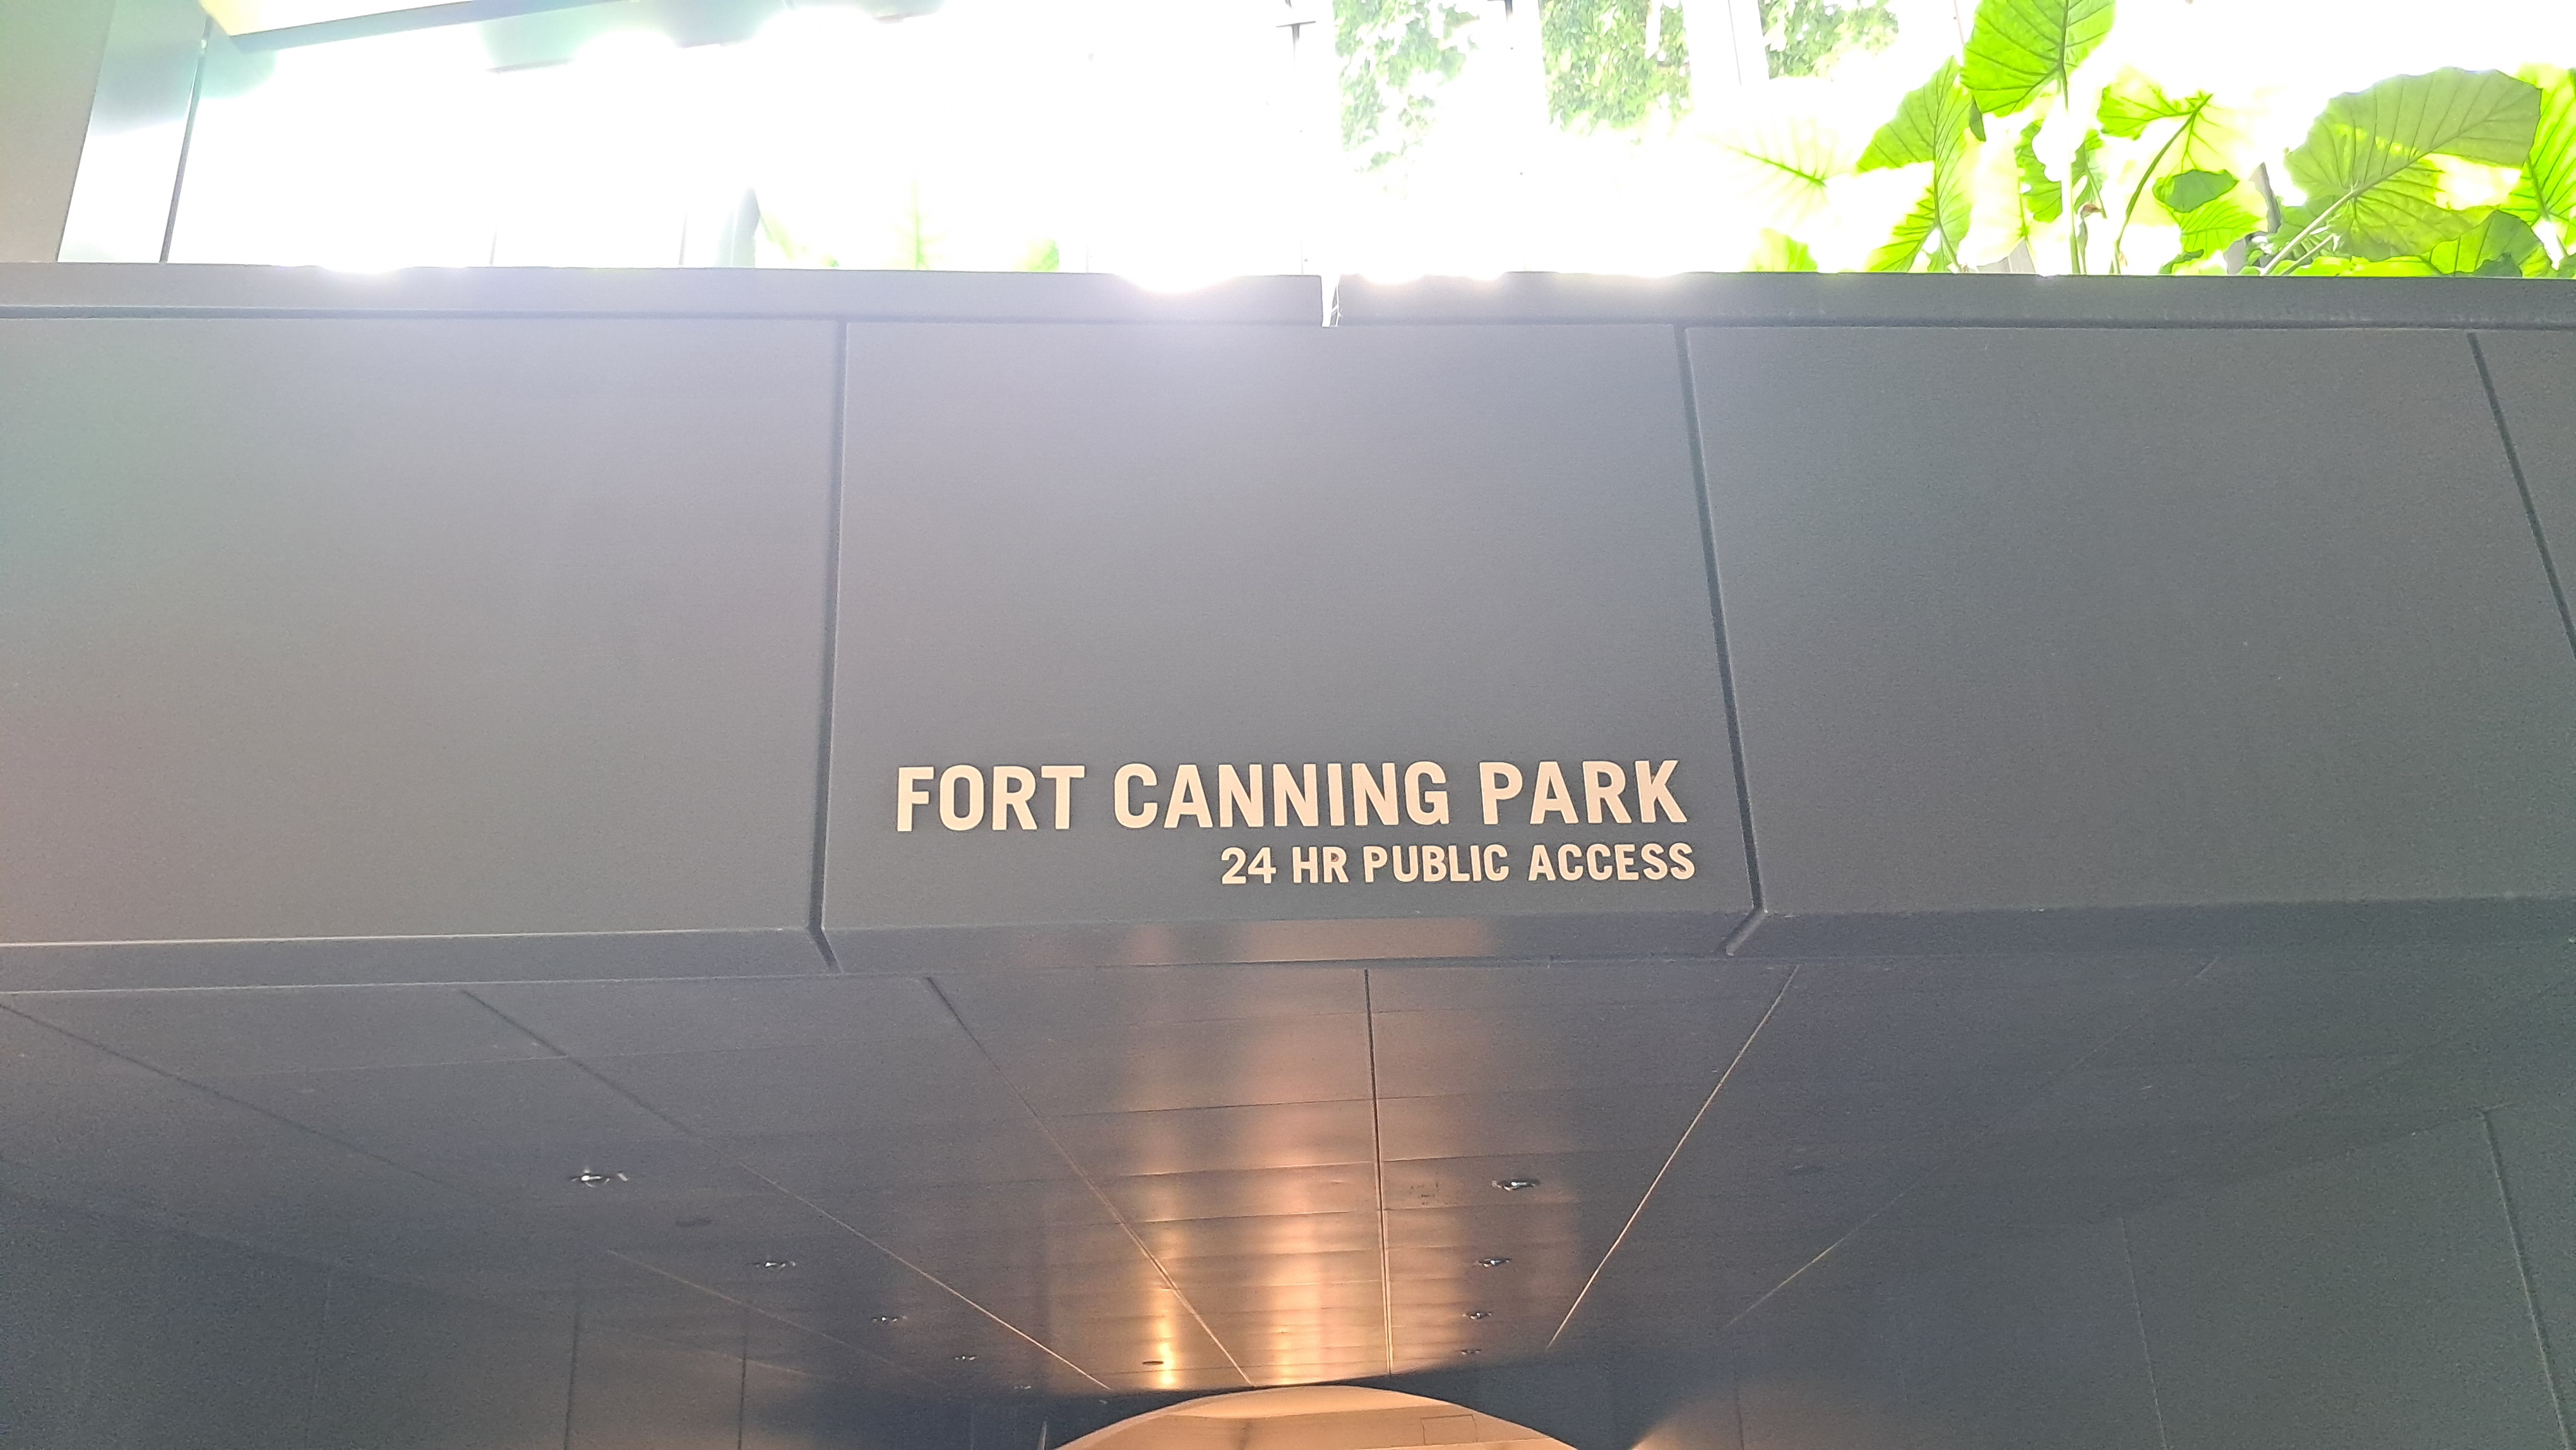 FORT CANNING PARK
24 HR PUBLIC ACCESS